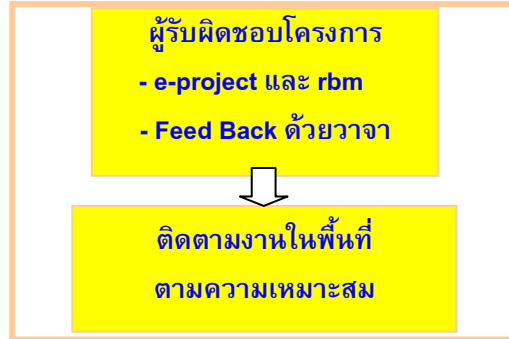 ผู้รับผิดชอบโครงการ
- e-project และ rbm
- Feed Back ด้วยวาจา
ติดตามงานในพื้นที่
ตามความเหมาะสม